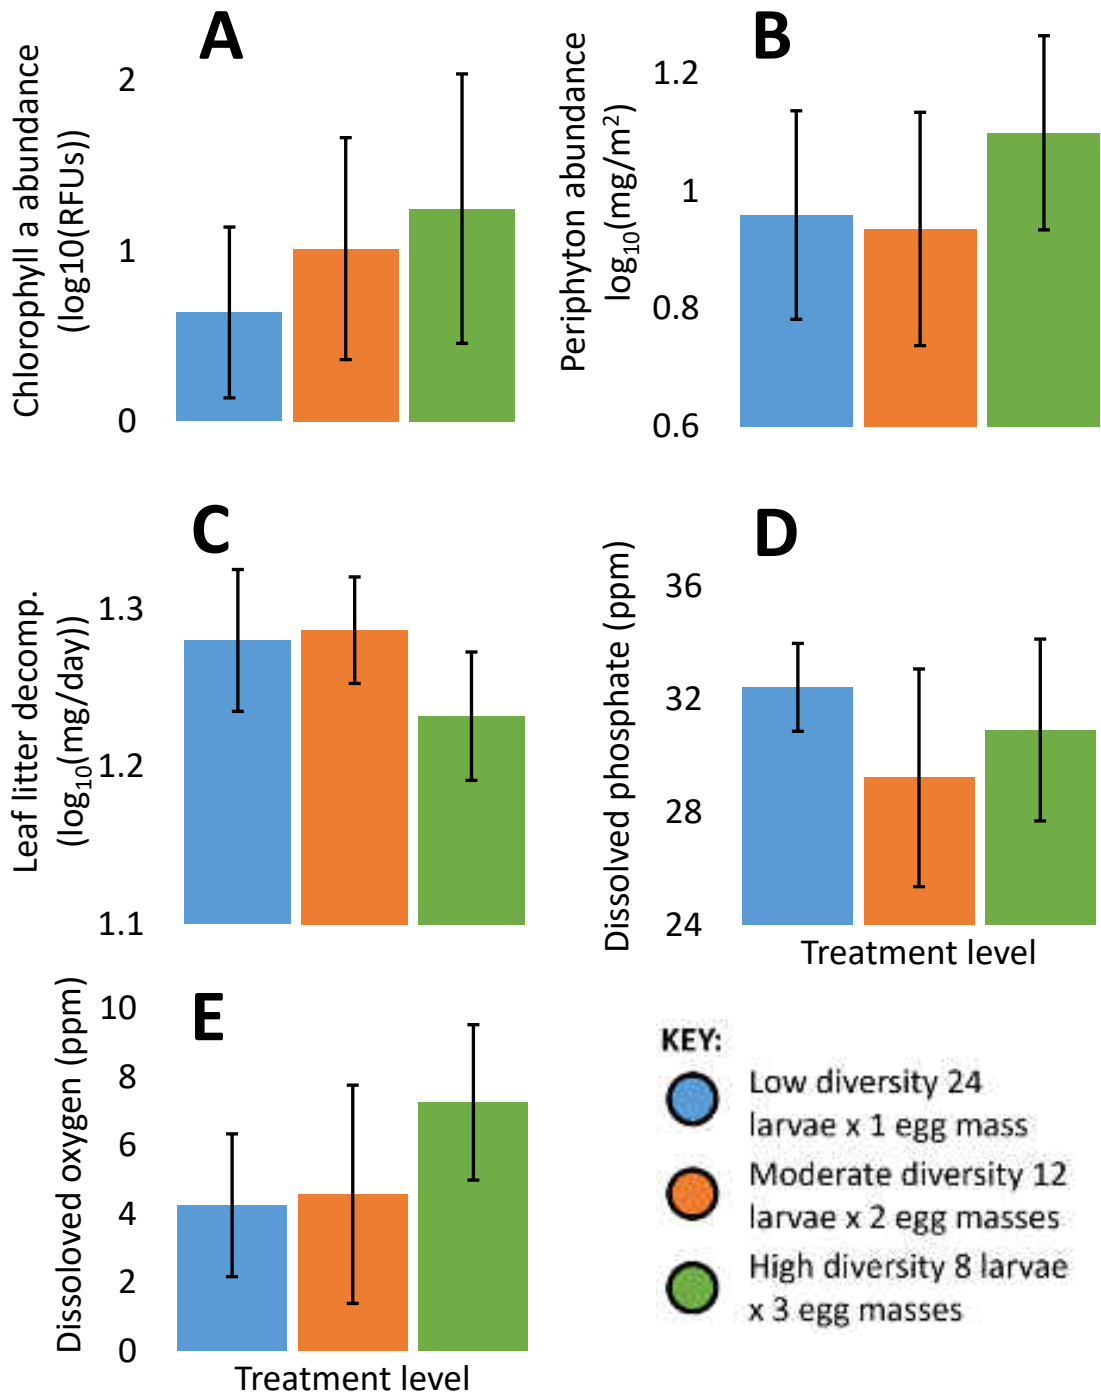 A
Chlorophyll a abundance
(log10(RFUs))
2
1
0
B
Periphyton abundance
log₁₀(mg/m²)
1.2
1
0.8
0.6
C
Leaf litter decomp.
(log₁₀(mg/day))
1.3
1.2
1.1
D
Dissolved phosphate (ppm)
36
32
28
24
Treatment level
E
Dissoloved oxygen (ppm)
10
8
6
4
2
0
Treatment level
KEY:
Low diversity 24
larvae x 1 egg mass
Moderate diversity 12
larvae x 2 egg masses
High diversity 8 larvae
x 3 egg masses